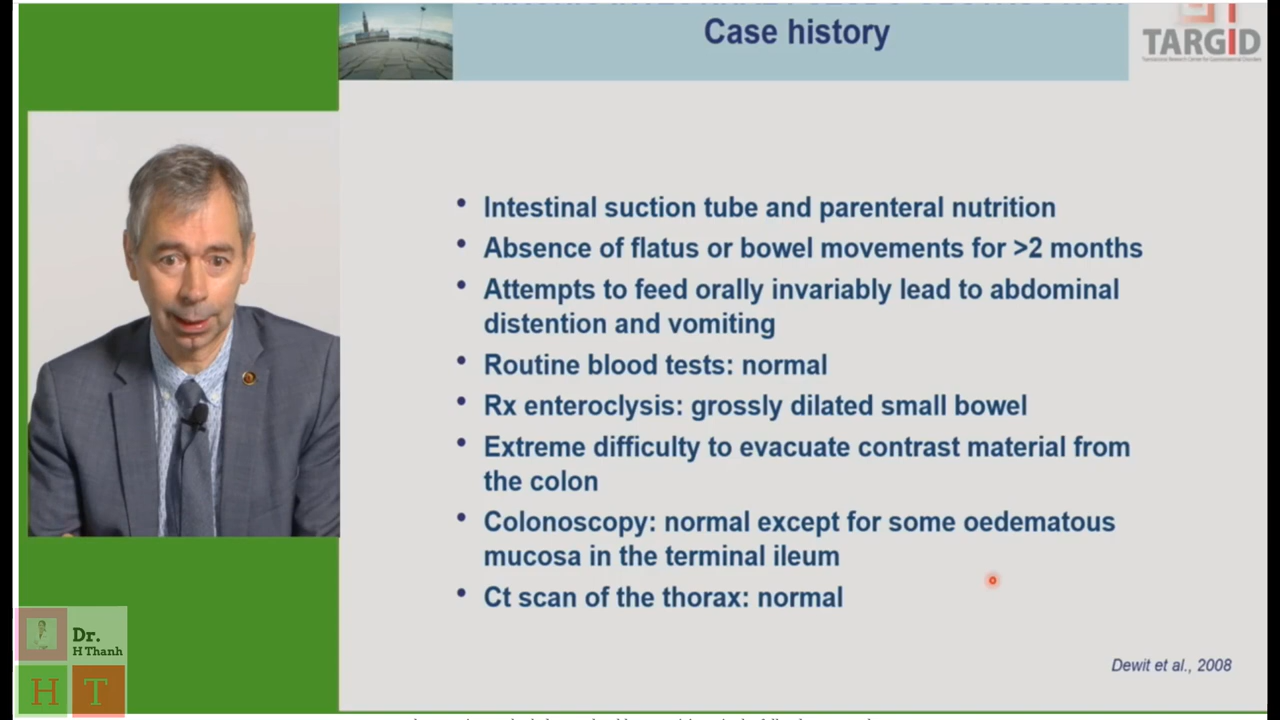 Case history
TARGID
• Intestinal suction tube and parenteral nutrition
• Absence of flatus or bowel movements for >2 months
• Attempts to feed orally invariably lead to abdominal
distention and vomiting
• Routine blood tests: normal
• Rx enteroclysis: grossly dilated small bowel
• Extreme difficulty to evacuate contrast material from
the colon
• Colonoscopy: normal except for some oedematous
mucosa in the terminal ileum
• Ct scan of the thorax: normal
Dewit et al., 2008
Dr.
H Thanh
H T